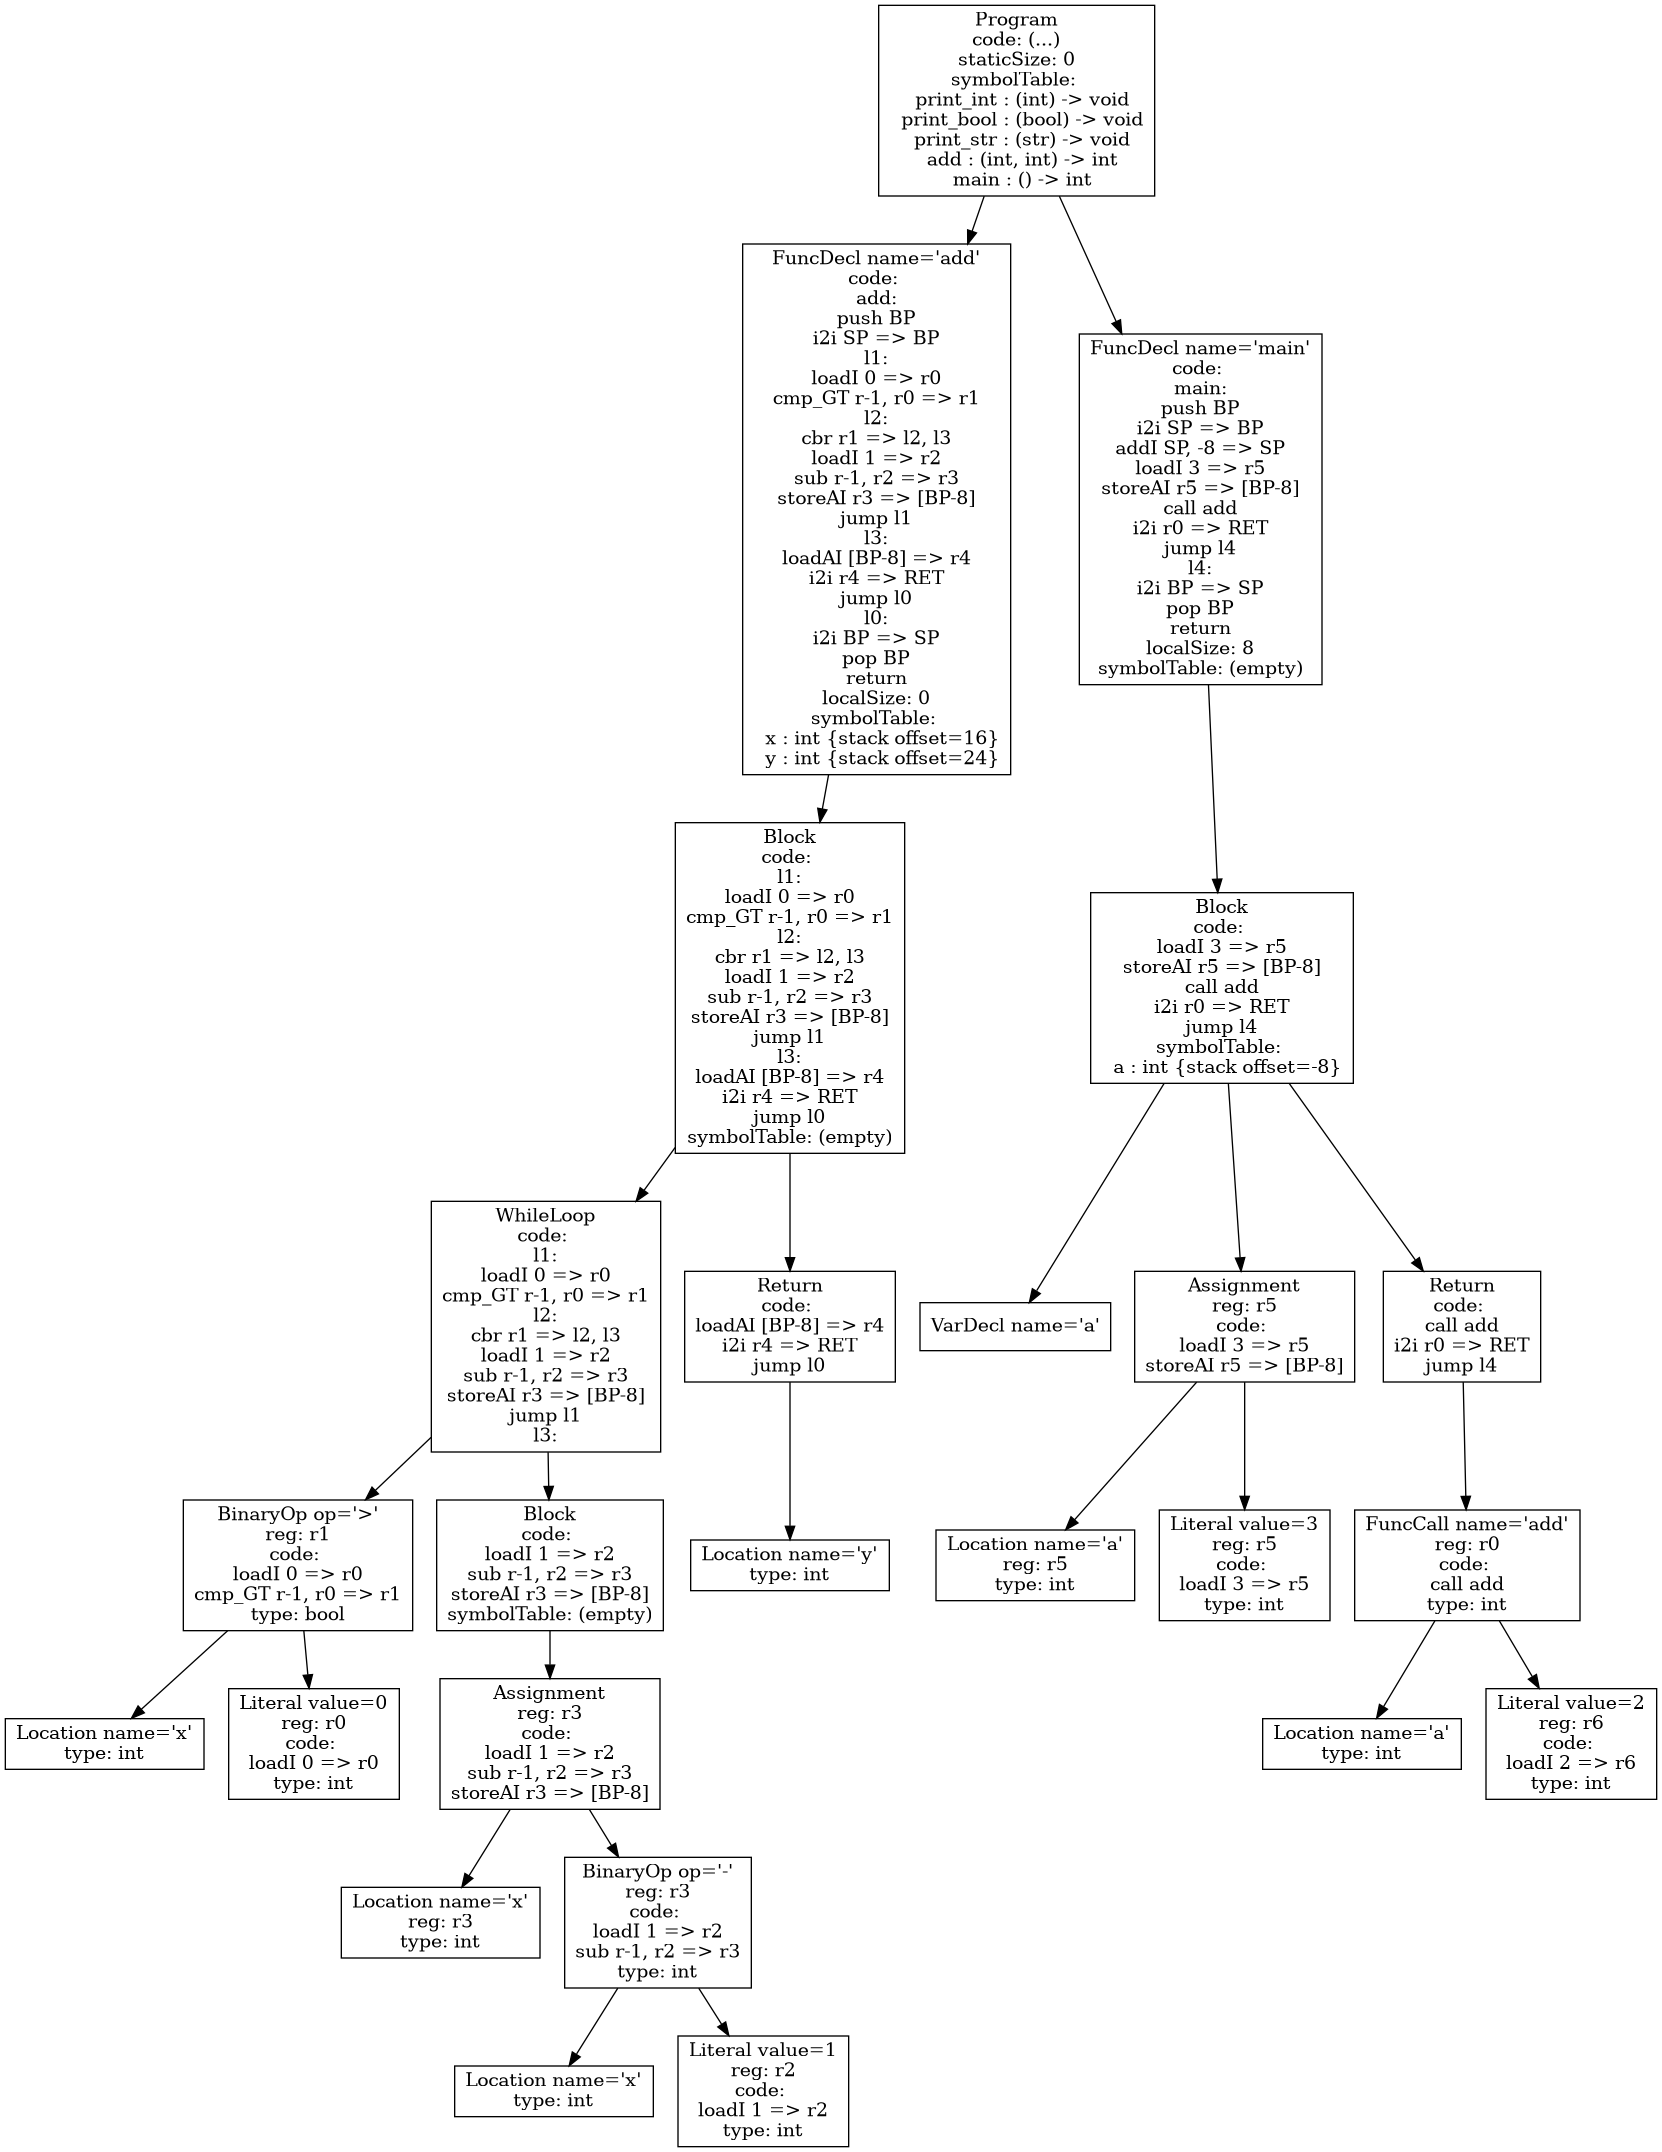 Program
code: (...)
staticSize: 0
symbolTable:
print_int : (int) -> void
print_bool : (bool) -> void
print_str : (str) -> void
add : (int, int) -> int
main : () -> int
FuncDecl name='add'
code:
add:
push BP
i2i SP => BP
l1:
loadI 0 => r0
cmp_GT r-1, r0 => r1
l2:
cbr r1 => l2, l3
loadI 1 => r2
sub r-1, r2 => r3
storeAI r3 => [BP-8]
jump l1
l3:
loadAI [BP-8] => r4
i2i r4 => RET
jump l0
l0:
i2i BP => SP
pop BP
return
localSize: 0
symbolTable:
x : int {stack offset=16}
y : int {stack offset=24}
FuncDecl name='main'
code:
main:
push BP
i2i SP => BP
addI SP, -8 => SP
loadI 3 => r5
storeAI r5 => [BP-8]
call add
i2i r0 => RET
jump l4
l4:
i2i BP => SP
pop BP
return
localSize: 8
symbolTable: (empty)
Block
code:
l1:
loadI 0 => r0
cmp_GT r-1, r0 => r1
l2:
cbr r1 => l2, l3
loadI 1 => r2
sub r-1, r2 => r3
storeAI r3 => [BP-8]
jump l1
l3:
loadAI [BP-8] => r4
i2i r4 => RET
jump l0
symbolTable: (empty)
Block
code:
loadI 3 => r5
storeAI r5 => [BP-8]
call add
i2i r0 => RET
jump l4
symbolTable:
a : int {stack offset=-8}
WhileLoop
code:
l1:
loadI 0 => r0
cmp_GT r-1, r0 => r1
l2:
cbr r1 => l2, l3
loadI 1 => r2
sub r-1, r2 => r3
storeAI r3 => [BP-8]
jump l1
l3:
Return
code:
loadAI [BP-8] => r4
i2i r4 => RET
jump l0
VarDecl name='a'
Assignment
reg: r5
code:
loadI 3 => r5
storeAI r5 => [BP-8]
Return
code:
call add
i2i r0 => RET
jump l4
BinaryOp op='>'
reg: r1
code:
loadI 0 => r0
cmp_GT r-1, r0 => r1
type: bool
Block
code:
loadI 1 => r2
sub r-1, r2 => r3
storeAI r3 => [BP-8]
symbolTable: (empty)
Location name='y'
type: int
Location name='a'
reg: r5
type: int
Literal value=3
reg: r5
code:
loadI 3 => r5
type: int
FuncCall name='add'
reg: r0
code:
call add
type: int
Location name='x'
type: int
Literal value=0
reg: r0
code:
loadI 0 => r0
type: int
Assignment
reg: r3
code:
loadI 1 => r2
sub r-1, r2 => r3
storeAI r3 => [BP-8]
Location name='a'
type: int
Literal value=2
reg: r6
code:
loadI 2 => r6
type: int
Location name='x'
reg: r3
type: int
BinaryOp op='-'
reg: r3
code:
loadI 1 => r2
sub r-1, r2 => r3
type: int
Location name='x'
type: int
Literal value=1
reg: r2
code:
loadI 1 => r2
type: int